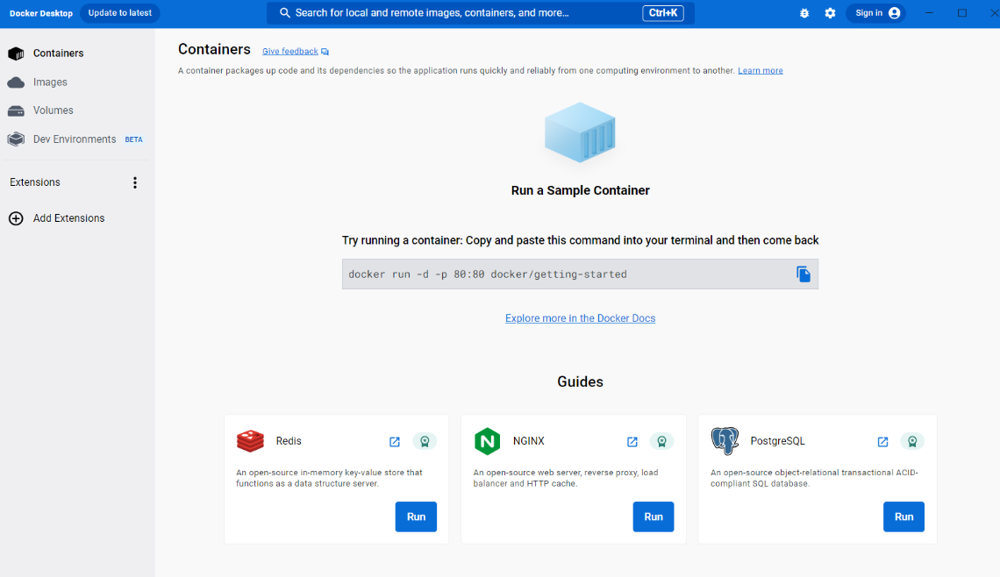 Docker Desktop Update to latest Search for local and remote images, containers, and more... Ctrl+K Sign in
Containers
Images
Volumes
Dev Environments BETA
Extensions
Add Extensions
Containers Give feedback
A container packages up code and its dependencies so the application runs quickly and reliably from one computing environment to another. Learn more
Run a Sample Container
Try running a container: Copy and paste this command into your terminal and then come back
docker run -d -p 80:80 docker/getting-started
Explore more in the Docker Docs
Guides
Redis
An open-source in-memory key-value store that
functions as a data structure server.
Run
NGINX
An open-source web server, reverse proxy, load
balancer and HTTP cache.
Run
PostgreSQL
An open-source object-relational transactional ACID-
compliant SQL database.
Run